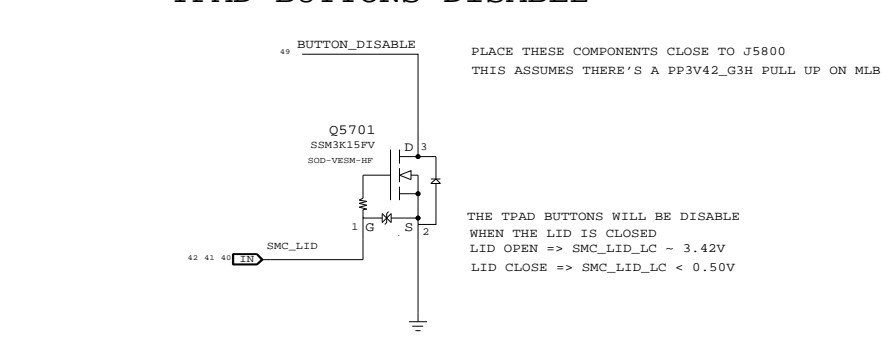 TPAD BUTTONS DISABLE
49 BUTTON_DISABLE
PLACE THESE COMPONENTS CLOSE TO J5800
THIS ASSUMES THERE'S A PP3V42_G3H PULL UP ON MLB
Q5701
SSM3K15FV
SOD-VESM-HF
D 3
1 G
S 2
SMC_LID
42 41 40 IN
THE TPAD BUTTONS WILL BE DISABLE
WHEN THE LID IS CLOSED
LID OPEN => SMC_LID_LC ~ 3.42V
LID CLOSE => SMC_LID_LC < 0.50V